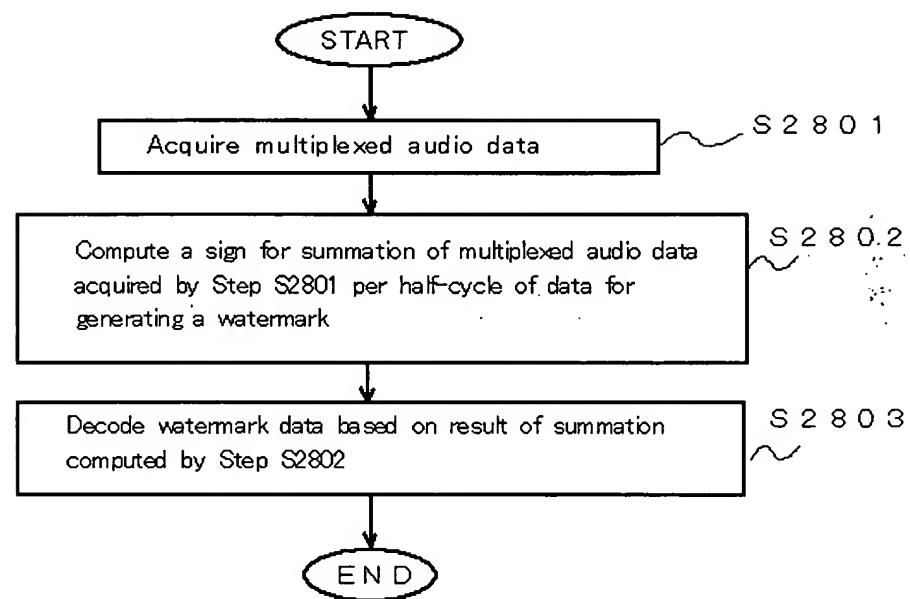 START
Acquire multiplexed audio data
S2801
Compute a sign for summation of multiplexed audio data
acquired by Step S2801 per half-cycle of data for
generating a watermark
S2802
Decode watermark data based on result of summation
computed by Step S2802
S2803
END